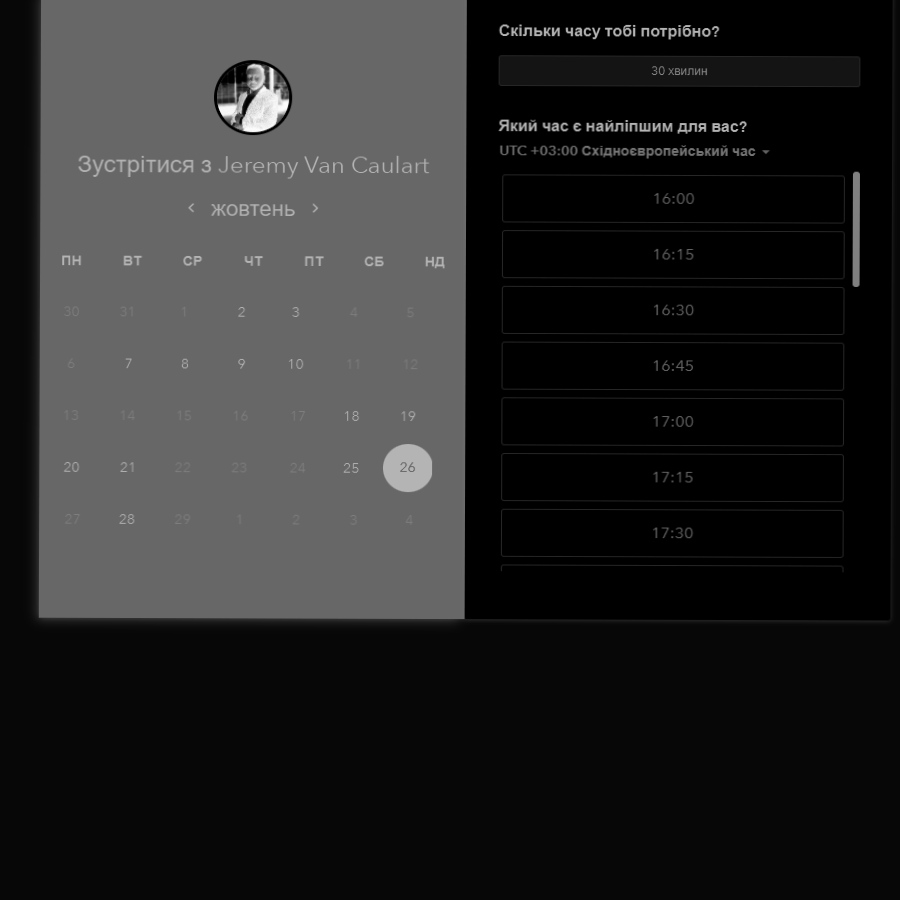 Зустрітися з Jeremy Van Caulart
жовтень
ПН ВТ СР ЧТ ПТ СБ НД
30 31 1 2 3 4 5
6 7 8 9 10 11 12
13 14 15 16 17 18 19
20 21 22 23 24 25 26
27 28 29 1 2 3 4
Скільки часу тобі потрібно?
30 хвилин
Який час є найліпшим для вас?
UTC +03:00 Східноєвропейський час
16:00
16:15
16:30
16:45
17:00
17:15
17:30